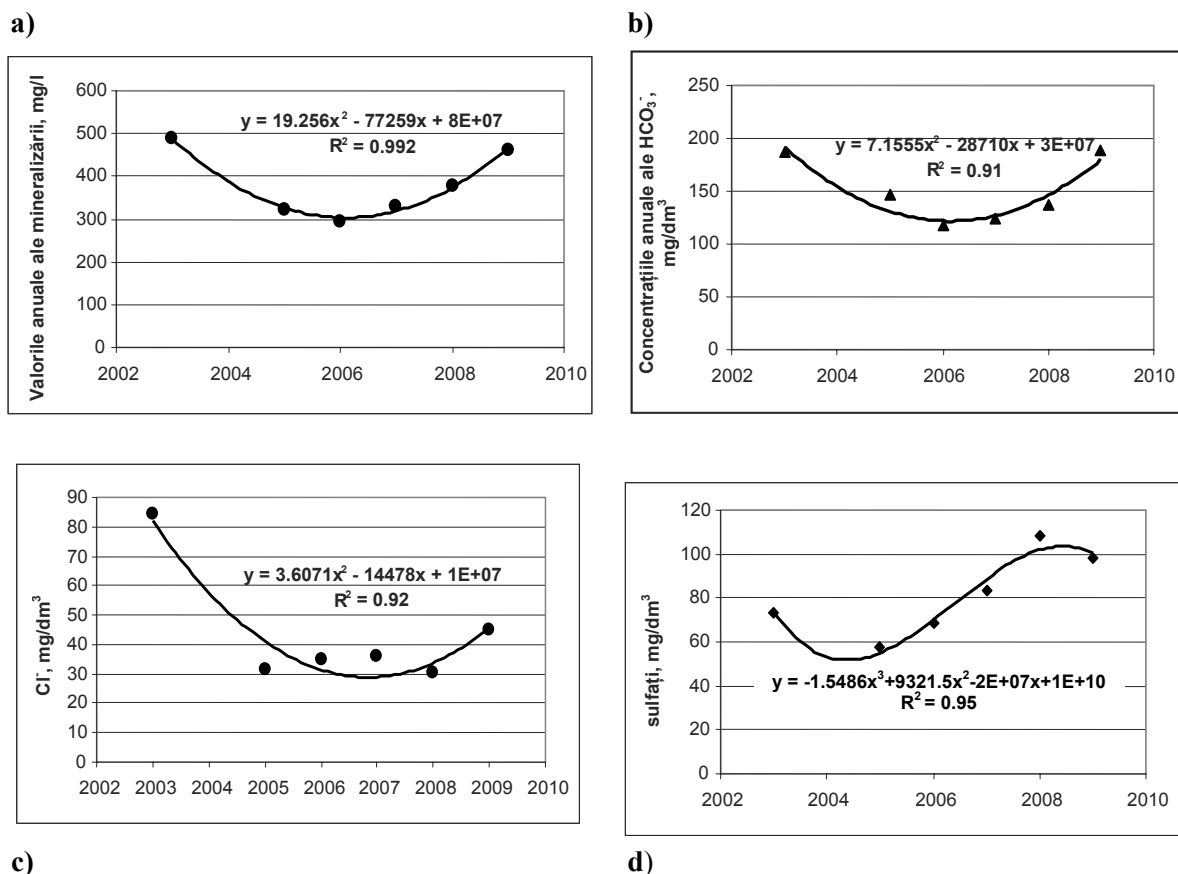 a)
b)
Valorile anuale ale mineralizării, mg/l
600
500
400
300
200
100
0
y = 19.256x² - 77259x + 8E+07
R² = 0.992
2002 2004 2006 2008 2010
Concentrațiile anuale ale HCO₃⁻,
mg/dm³
250
200
150
100
50
0
y = 7.1555x² - 28710x + 3E+07
R² = 0.91
2002 2004 2006 2008 2010
Cl⁻, mg/dm³
90
80
70
60
50
40
30
20
10
0
y = 3.6071x² - 14478x + 1E+07
R² = 0.92
2002 2003 2004 2005 2006 2007 2008 2009 2010
sulfați, mg/dm³
120
100
80
60
40
20
0
y = -1.5486x³+9321.5x²-2E+07x+1E+10
R² = 0.95
2002 2004 2006 2008 2010
c)
d)